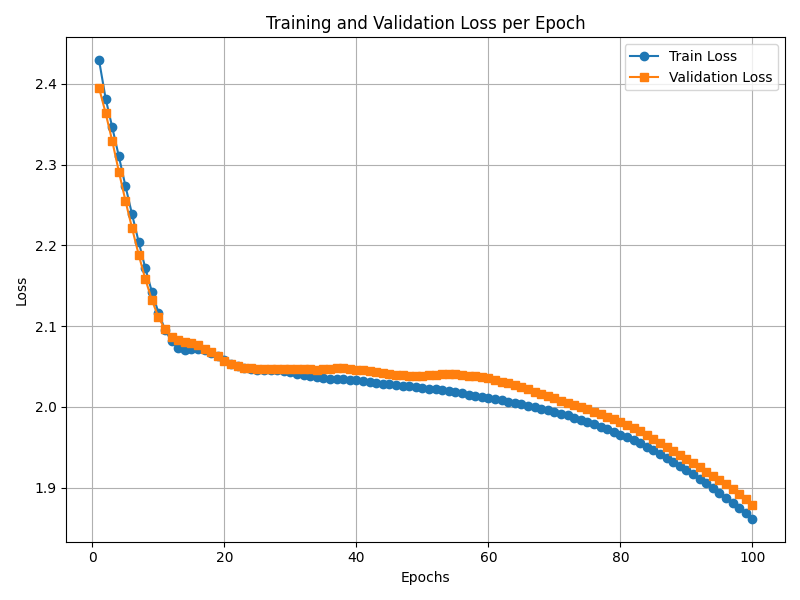 Training and Validation Loss per Epoch
Train Loss
Validation Loss
2.4
2.3
2.2
2.1
2.0
1.9
Loss
0 20 40 60 80 100
Epochs